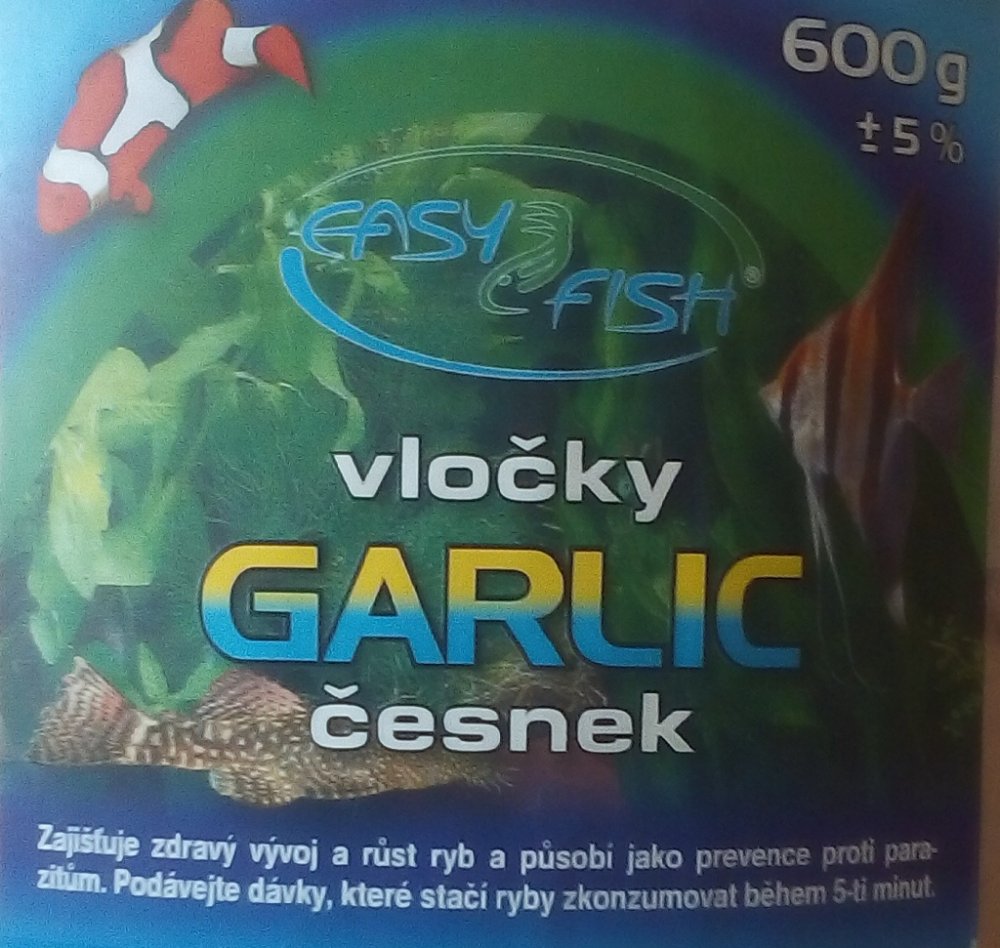 600 g
± 5 %
EASY
FISH®
vločky
GARLIC
česnek
Zajišťuje zdravý vývoj a růst ryb a působí jako prevence proti para-
zitům. Podávejte dávky, které stačí ryby zkonzumovat během 5-ti minut.